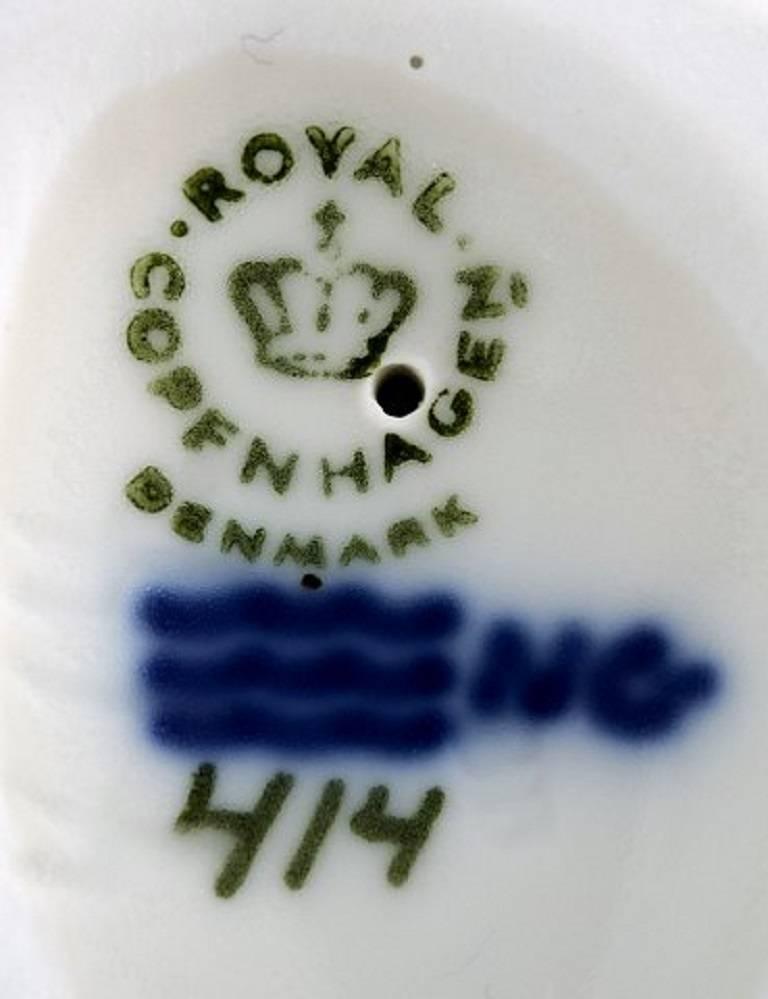 ROYAL
COPENHAGEN
DENMARK
NG
414